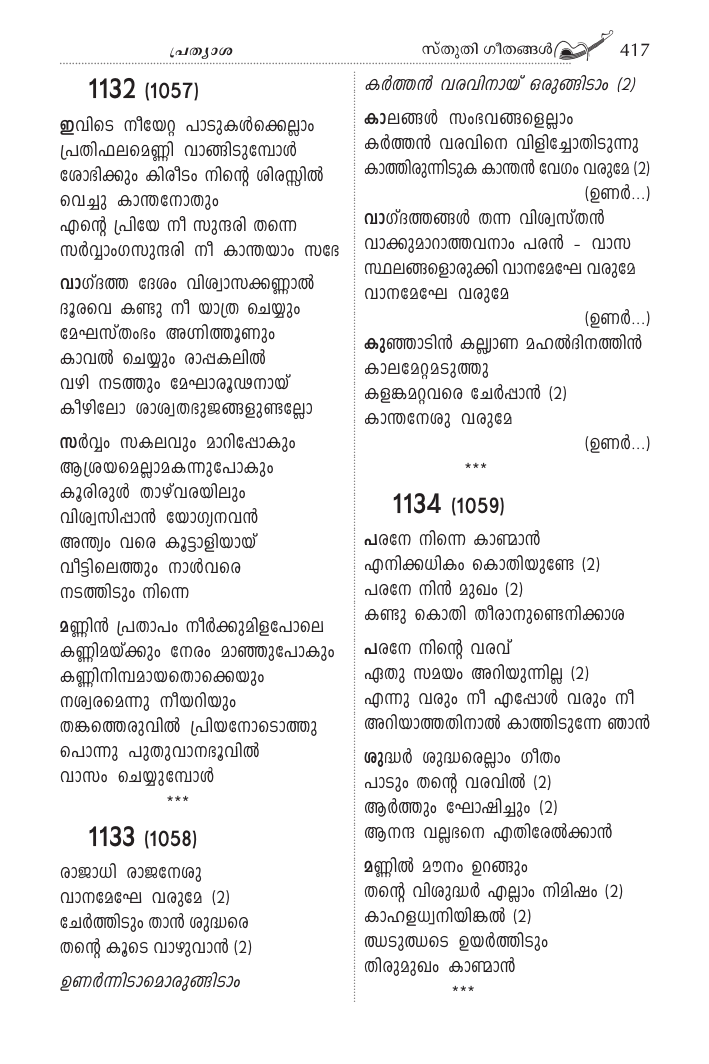 പ്രത്യാശ
സ്തുതി ഗീതങ്ങൾ 417
1132 (1057)
ഇവിടെ നീയേറ്റ പാടുകൾക്കെല്ലാം
പ്രതിഫലമെണ്ണി വാങ്ങിടുമ്പോൾ
ശോഭിക്കും കിരീടം നിന്റെ ശിരസ്സിൽ
വെച്ചു കാന്തനോതും
എന്റെ പ്രിയേ നീ സുന്ദരി തന്നെ
സർവ്വാംഗസുന്ദരി നീ കാന്തയാം സഭേ
വാഗ്ദത്ത ദേശം വിശ്വാസക്കണ്ണാൽ
ദൂരവെ കണ്ടു നീ യാത്ര ചെയ്യും
മേഘസ്തംഭം അഗ്നിത്തൂണും
കാവൽ ചെയ്യും രാപ്പകലിൽ
വഴി നടത്തും മേഘാരൂഢനായ്
കീഴിലോ ശാശ്വതഭുജങ്ങളുണ്ടല്ലോ
സർവ്വം സകലവും മാറിപ്പോകും
ആശ്രയമെല്ലാമകന്നുപോകും
കൂരിരുൾ താഴ്‌വരയിലും
വിശ്വസിപ്പാൻ യോഗ്യനവൻ
അന്ത്യം വരെ കൂട്ടാളിയായ്
വീട്ടിലെത്തും നാൾവരെ
നടത്തിടും നിന്നെ
മണ്ണിൻ പ്രതാപം നീർക്കുമിളപോലെ
കണ്ണിമയ്ക്കും നേരം മാഞ്ഞുപോകും
കണ്ണിനിമ്പമായതൊക്കെയും
നശ്വരമെന്നു നീയറിയും
തങ്കത്തെരുവിൽ പ്രിയനോടൊത്തു
പൊന്നു പുതുവാനഭൂവിൽ
വാസം ചെയ്യുമ്പോൾ
***
1133 (1058)
രാജാധി രാജനേശു
വാനമേഘേ വരുമേ (2)
ചേർത്തിടും താൻ ശുദ്ധരെ
തന്റെ കൂടെ വാഴുവാൻ (2)
ഉണർന്നിടാമൊരുങ്ങിടാം
കർത്തൻ വരവിനായ് ഒരുങ്ങിടാം (2)
കാലങ്ങൾ സംഭവങ്ങളെല്ലാം
കർത്തൻ വരവിനെ വിളിച്ചോതിടുന്നു
കാത്തിരുന്നിടുക കാന്തൻ വേഗം വരുമേ (2)
(ഉണർ...)
വാഗ്ദത്തങ്ങൾ തന്ന വിശ്വസ്തൻ
വാക്കുമാറാത്തവനാം പരൻ – വാസ
സ്ഥലങ്ങളൊരുക്കി വാനമേഘേ വരുമേ
വാനമേഘേ വരുമേ
(ഉണർ...)
കുഞ്ഞാടിൻ കല്ല്യാണ മഹൽദിനത്തിൻ
കാലമേറ്റമടുത്തു
കളങ്കമറ്റവരെ ചേർപ്പാൻ (2)
കാന്തനേശു വരുമേ
(ഉണർ...)
***
1134 (1059)
പരനേ നിന്നെ കാണ്മാൻ
എനിക്കധികം കൊതിയുണ്ടേ (2)
പരനേ നിൻ മുഖം (2)
കണ്ടു കൊതി തീരാനുണ്ടെനിക്കാശ
പരനേ നിന്റെ വരവ്
ഏതു സമയം അറിയുന്നില്ല (2)
എന്നു വരും നീ എപ്പോൾ വരും നീ
അറിയാത്തതിനാൽ കാത്തിടുന്നേ ഞാൻ
ശുദ്ധർ ശുദ്ധരെല്ലാം ഗീതം
പാടും തന്റെ വരവിൽ (2)
ആർത്തും ഘോഷിച്ചും (2)
ആനന്ദ വല്ലഭനെ എതിരേൽക്കാൻ
മണ്ണിൽ മൗനം ഉറങ്ങും
തന്റെ വിശുദ്ധർ എല്ലാം നിമിഷം (2)
കാഹളധ്വനിയിങ്കൽ (2)
ഝടുഝടെ ഉയർത്തിടും
തിരുമുഖം കാണ്മാൻ
***